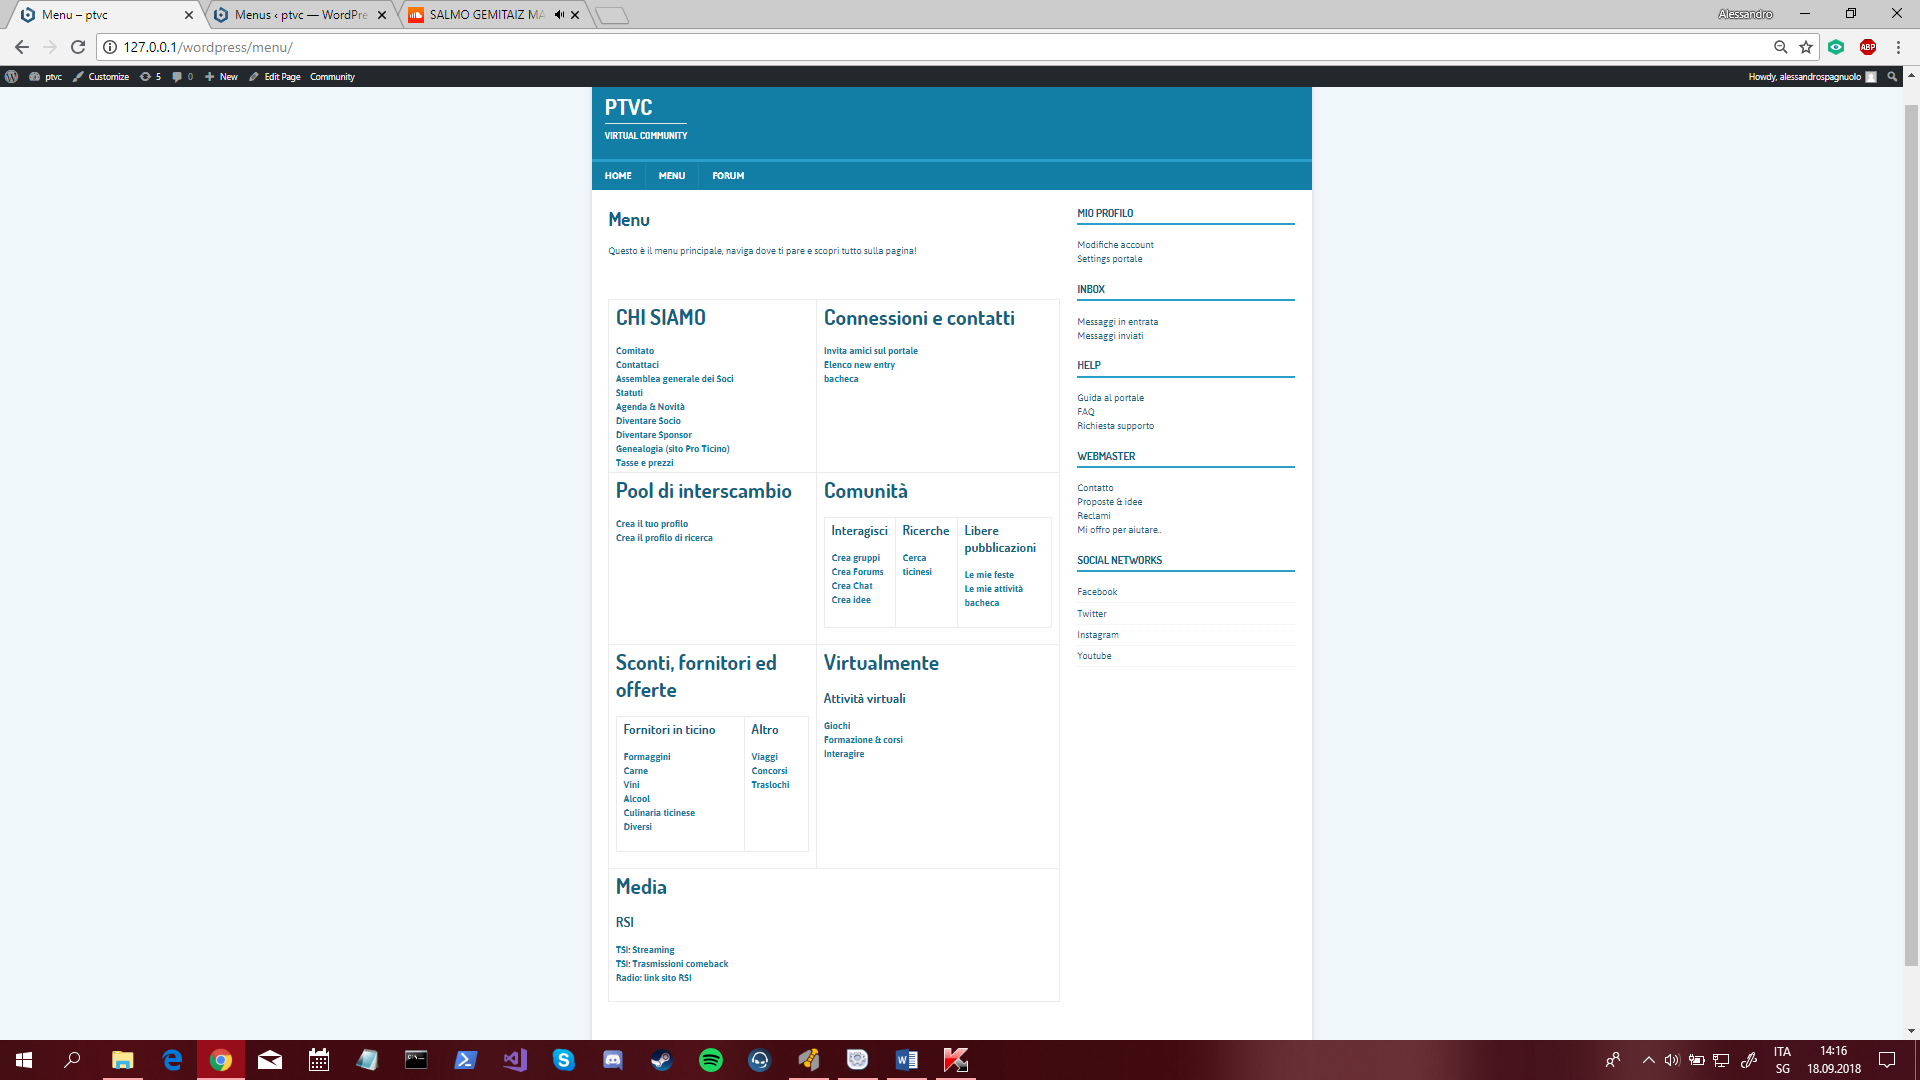 Menu – ptvc
Menus ‹ ptvc — WordPre
SALMO GEMITAIZ MA
Alessandro
127.0.0.1/wordpress/menu/
ABP
ptvc
Customize
5
0
New
Edit Page
Community
Howdy, alessandrospagnuolo
PTVC
VIRTUAL COMMUNITY
HOME
MENU
FORUM
Menu
Questo è il menu principale, naviga dove ti pare e scopri tutto sulla pagina!
CHI SIAMO
Comitato
Contattaci
Assemblea generale dei Soci
Statuti
Agenda & Novità
Diventare Socio
Diventare Sponsor
Genealogia (sito Pro Ticino)
Tasse e prezzi
Connessioni e contatti
Invita amici sul portale
Elenco new entry
bacheca
Pool di interscambio
Crea il tuo profilo
Crea il profilo di ricerca
Comunità
Interagisci
Crea gruppi
Crea Forums
Crea Chat
Crea idee
Ricerche
Cerca
ticinesi
Libere
pubblicazioni
Le mie feste
Le mie attività
bacheca
Sconti, fornitori ed
offerte
Fornitori in ticino
Formaggini
Carne
Vini
Alcool
Culinaria ticinese
Diversi
Altro
Viaggi
Concorsi
Traslochi
Virtualmente
Attività virtuali
Giochi
Formazione & corsi
Interagire
Media
RSI
TSI: Streaming
TSI: Trasmissioni comeback
Radio: link sito RSI
MIO PROFILO
Modifiche account
Settings portale
INBOX
Messaggi in entrata
Messaggi inviati
HELP
Guida al portale
FAQ
Richiesta supporto
WEBMASTER
Contatto
Proposte & idee
Reclami
Mi offro per aiutare..
SOCIAL NETWORKS
Facebook
Twitter
Instagram
Youtube
ITA
SG
14:16
18.09.2018